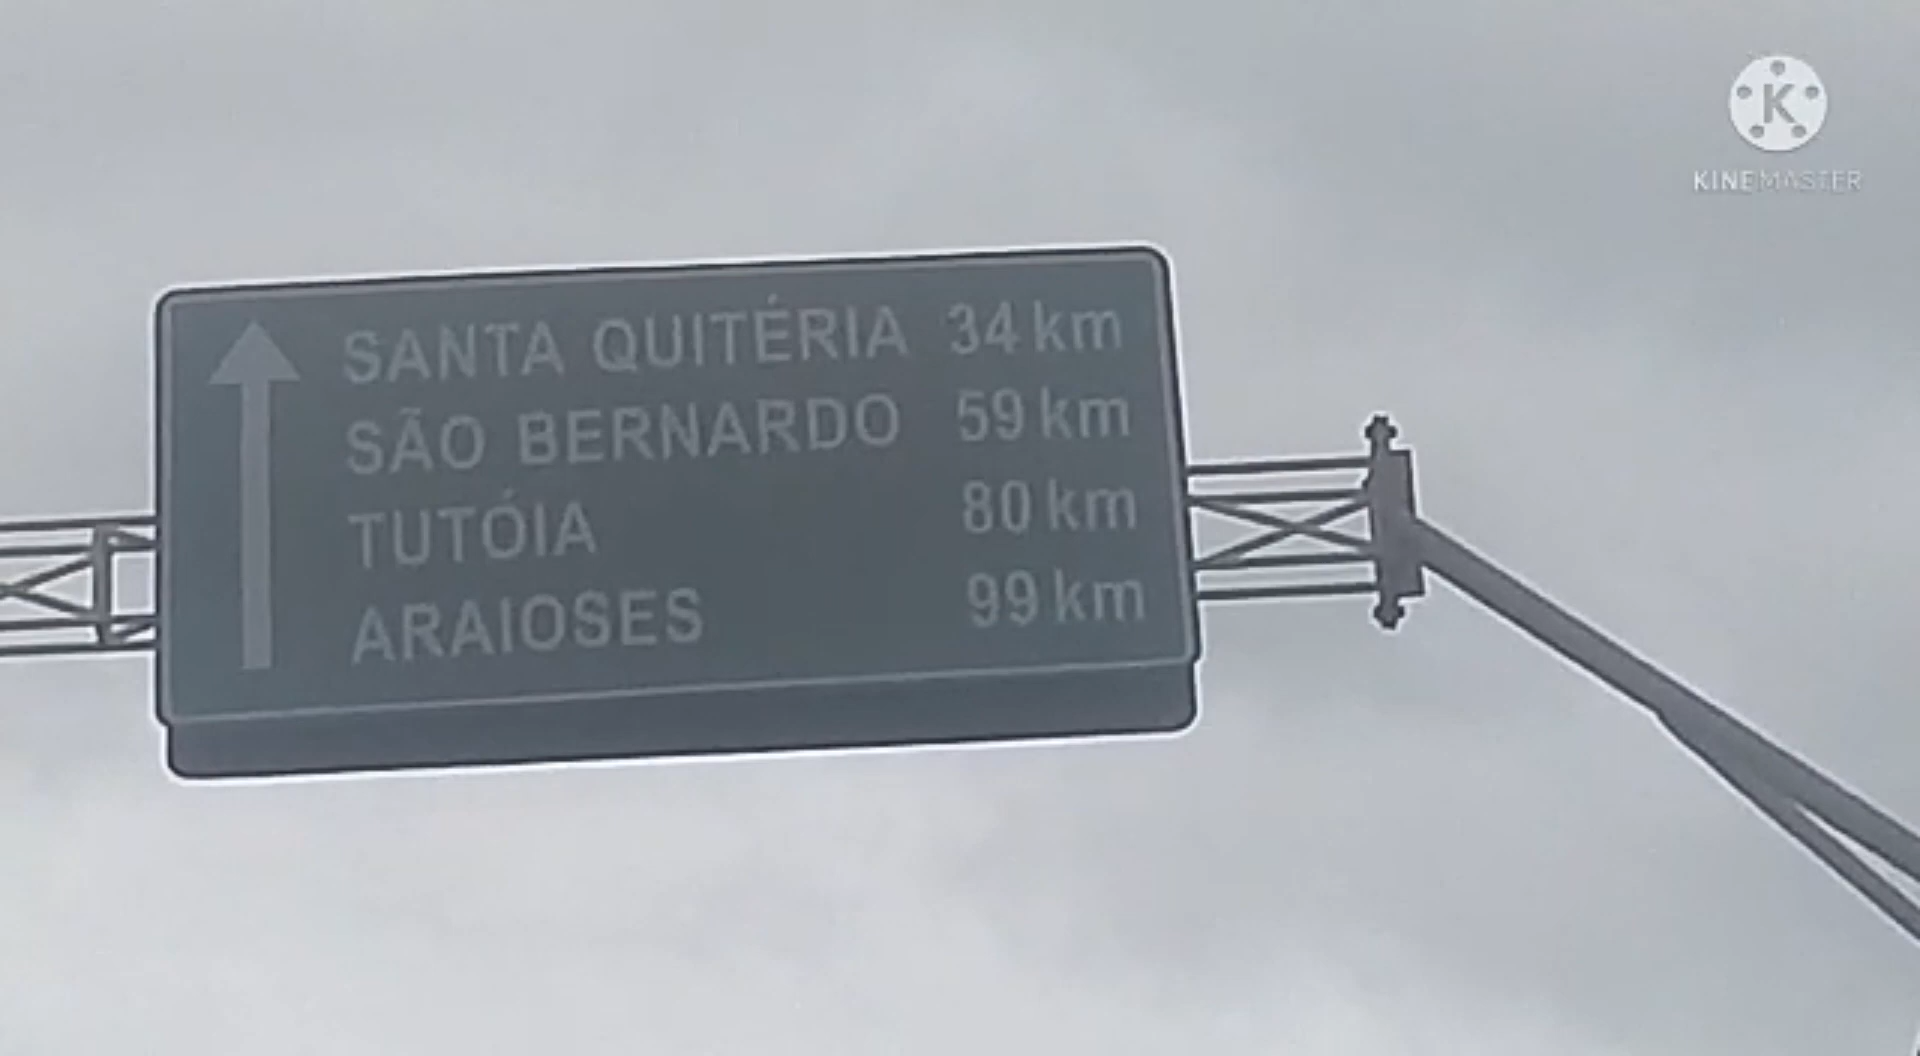 K
KINEMASTER
SANTA QUITÉRIA 34 km
SÃO BERNARDO 59 km
TUTÓIA 80 km
ARAIOSES 99 km